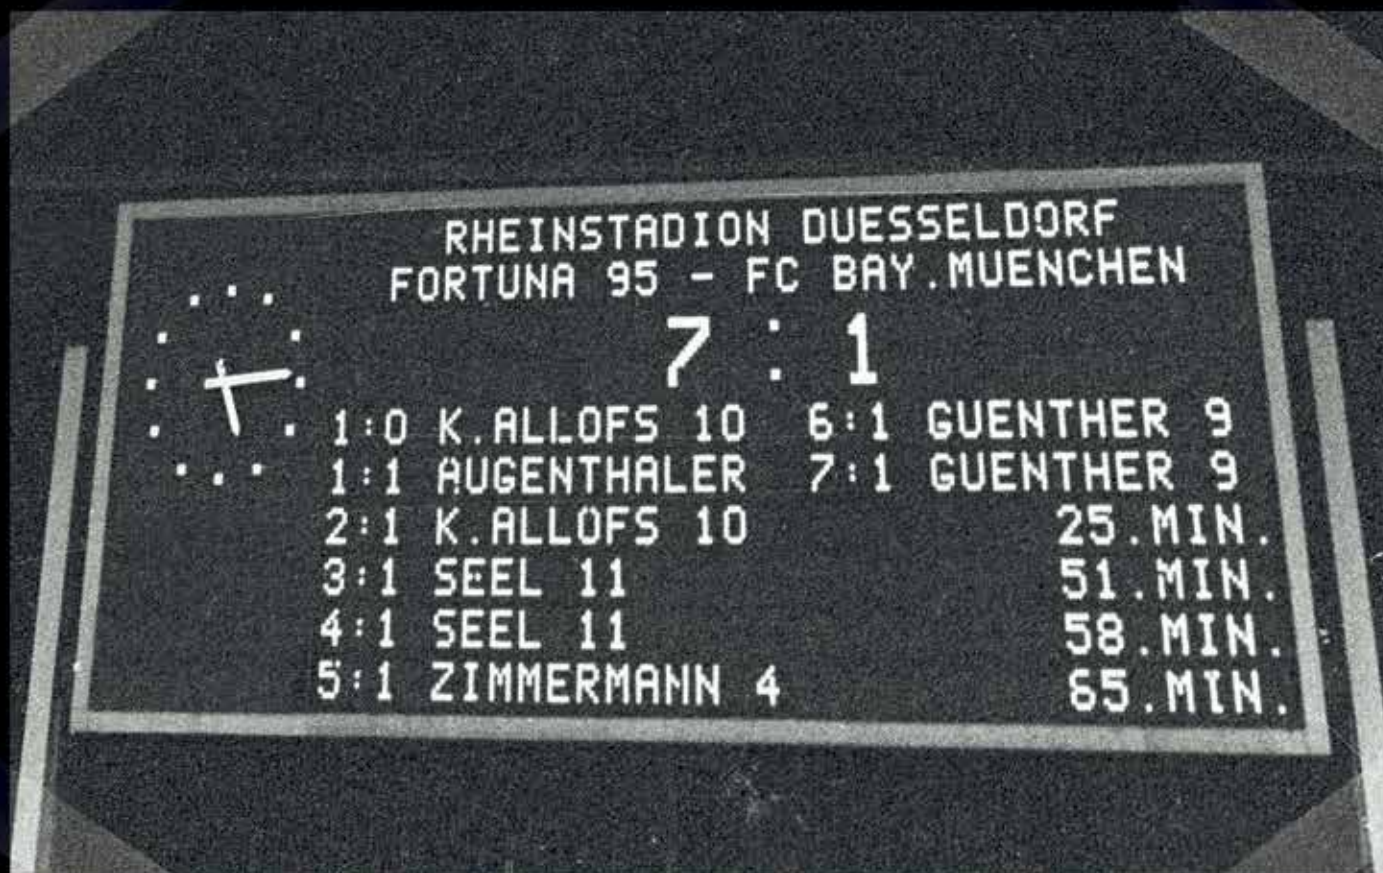 RHEINSTADION DUESSELDORF
FORTUNA 95 - FC BAY.MUENCHEN
7 : 1
1:0 K.ALLOFS 10 6:1 GUENTHER 9
1:1 AUGENTHALER 7:1 GUENTHER 9
2:1 K.ALLOFS 10 25.MIN.
3:1 SEEL 11 51.MIN.
4:1 SEEL 11 58.MIN.
5:1 ZIMMERMANN 4 65.MIN.